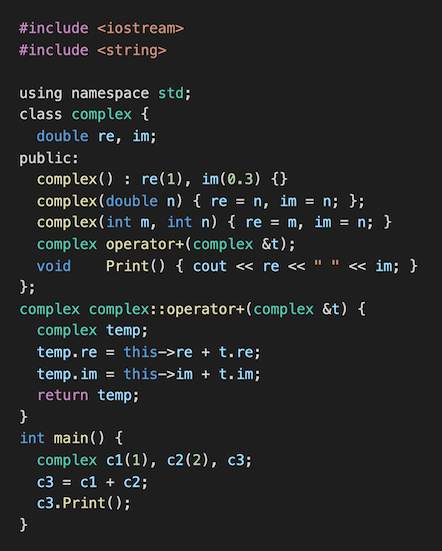 #include <iostream>
#include <string>

using namespace std;
class complex {
  double re, im;
public:
  complex() : re(1), im(0.3) {}
  complex(double n) { re = n, im = n; };
  complex(int m, int n) { re = m, im = n; }
  complex operator+(complex &t);
  void    Print() { cout << re << " " << im; }
};
complex complex::operator+(complex &t) {
  complex temp;
  temp.re = this->re + t.re;
  temp.im = this->im + t.im;
  return temp;
}
int main() {
  complex c1(1), c2(2), c3;
  c3 = c1 + c2;
  c3.Print();
}